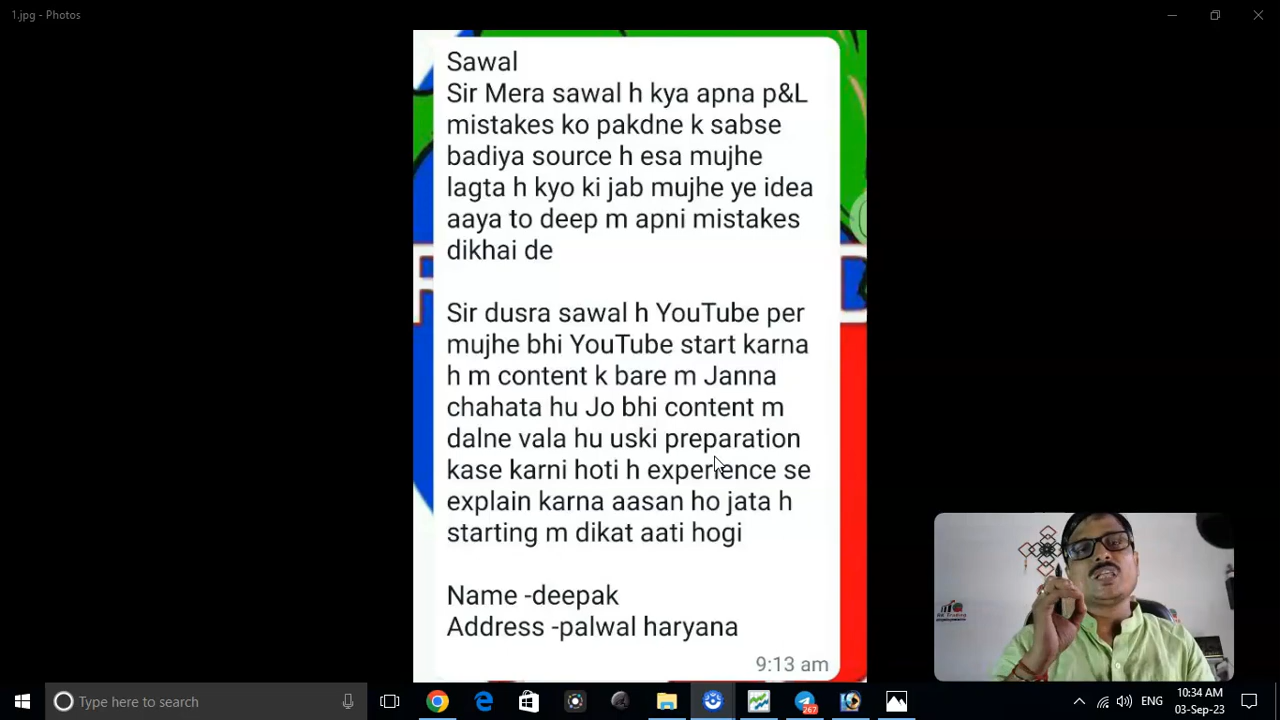 1.jpg - Photos
Sawal
Sir Mera sawal h kya apna p&L
mistakes ko pakdne k sabse
badiya source h esa mujhe
lagta h kyo ki jab mujhe ye idea
aaya to deep m apni mistakes
dikhai de
Sir dusra sawal h YouTube per
mujhe bhi YouTube start karna
h m content k bare m Janna
chahata hu Jo bhi content m
dalne vala hu uski preparation
kase karni hoti h experience se
explain karna aasan ho jata h
starting m dikat aati hogi
Name -deepak
Address -palwal haryana
9:13 am
Type here to search
267
ENG
10:34 AM
03-Sep-23